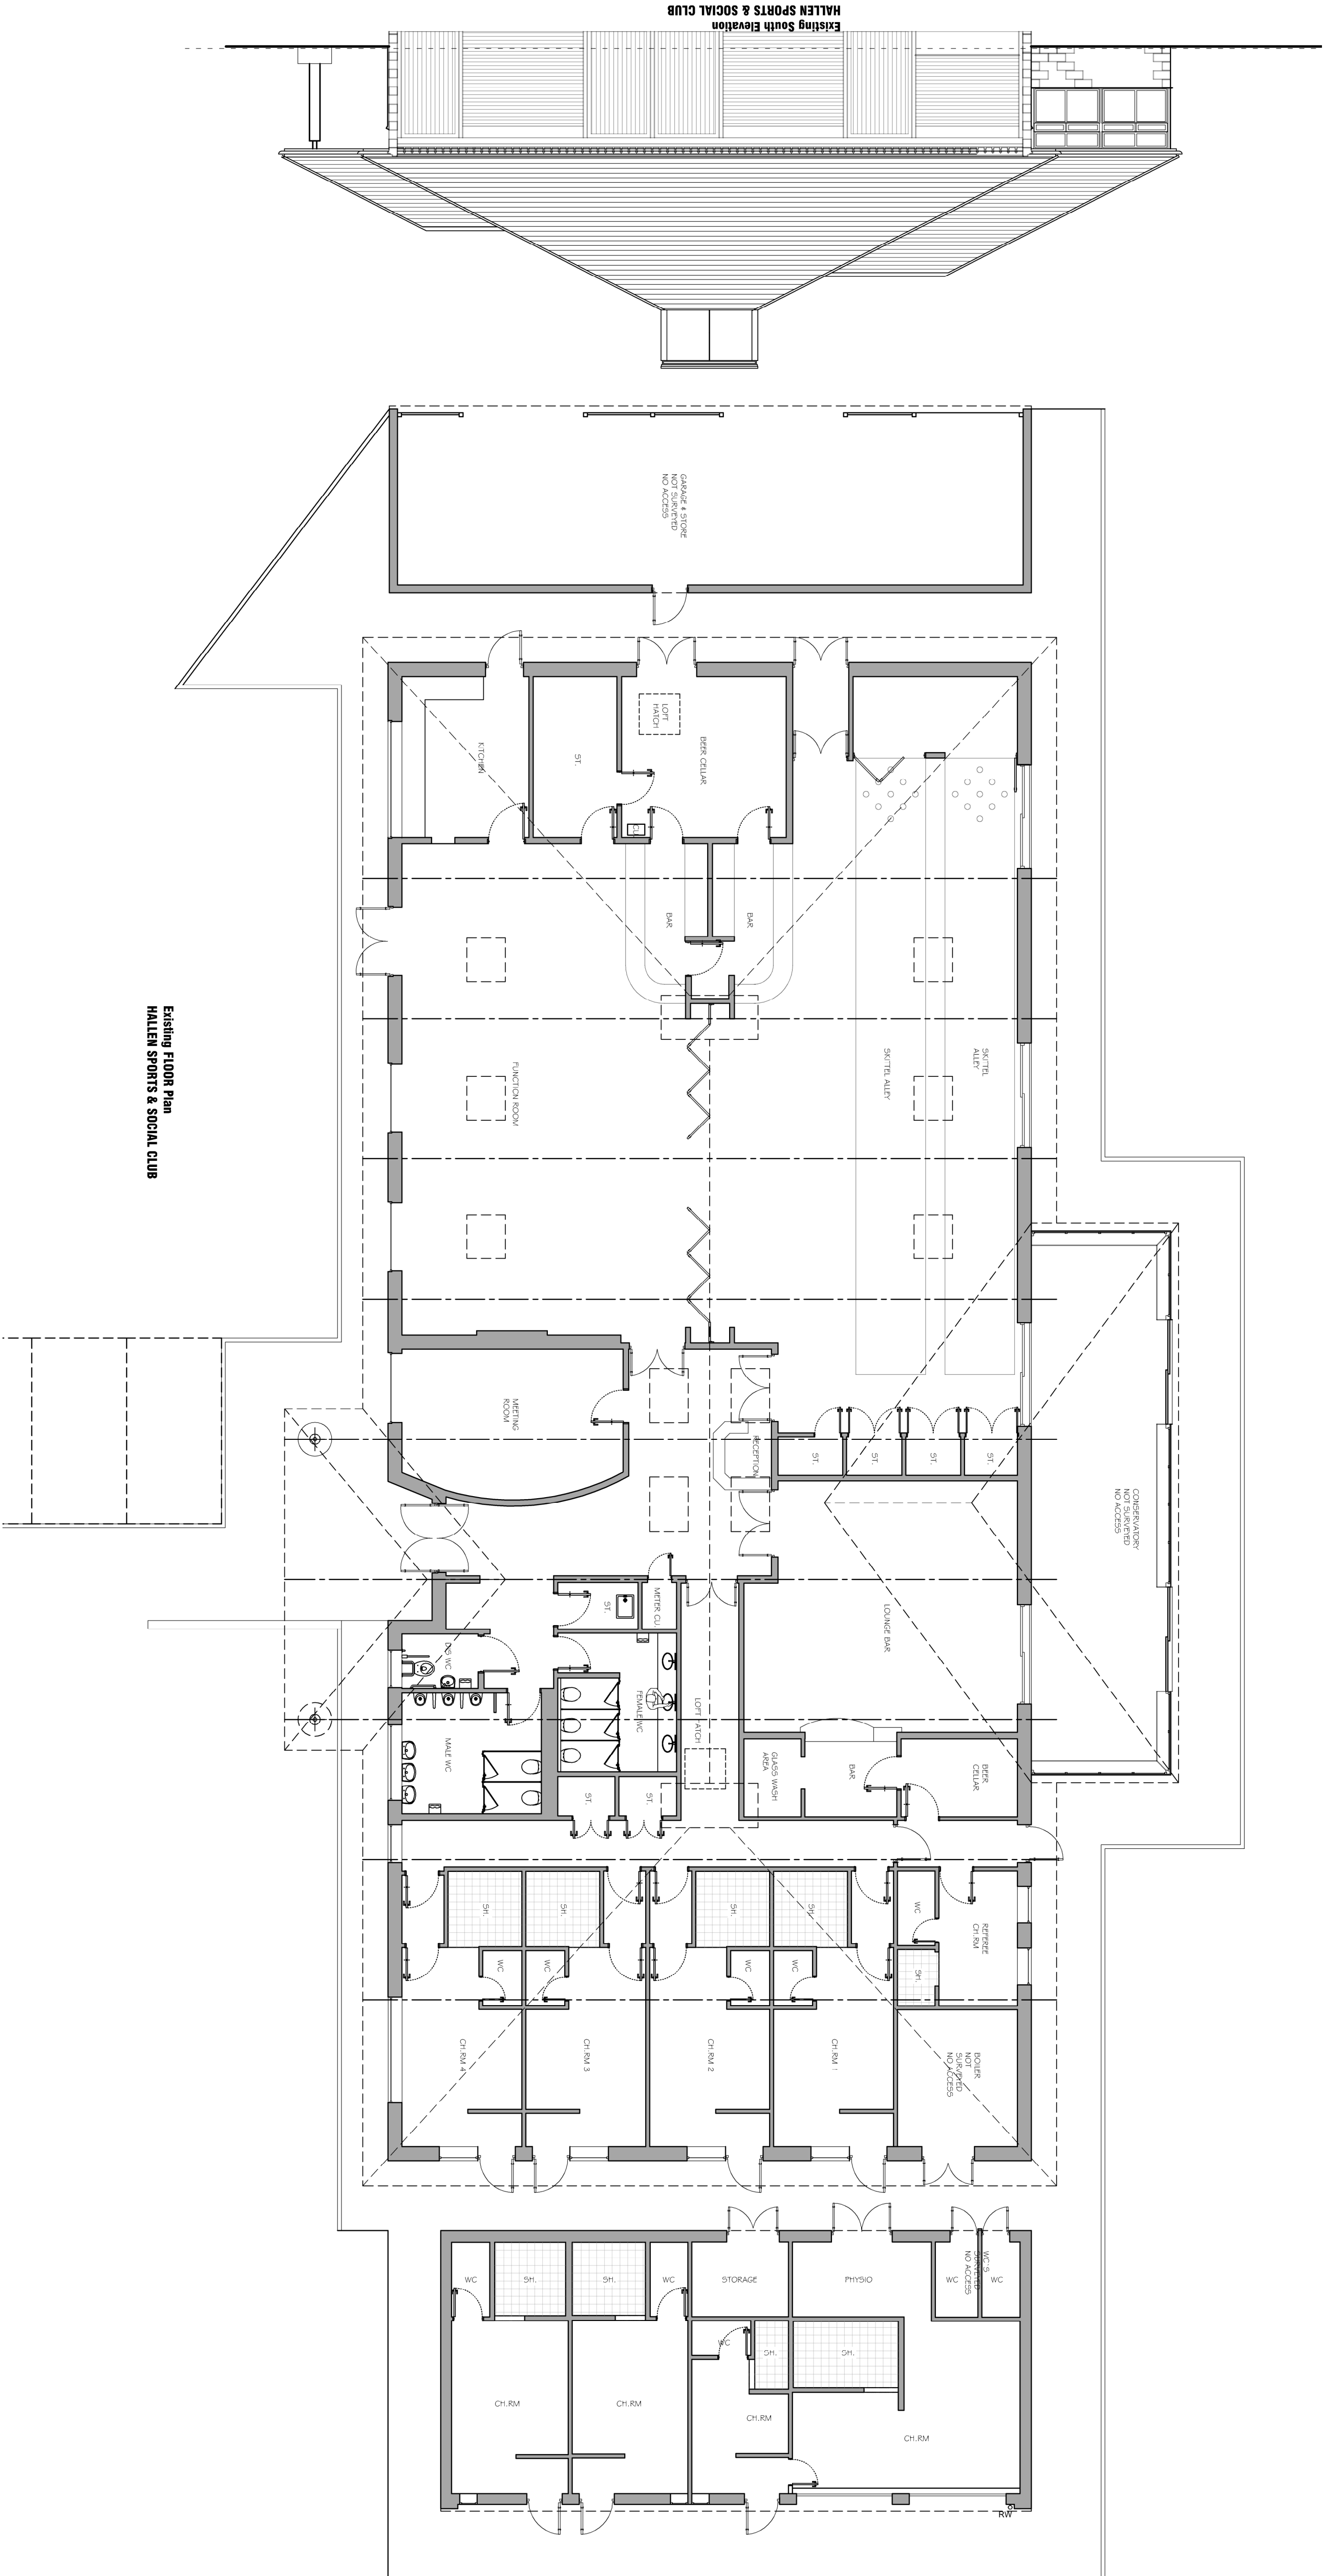 Existing South Elevation
HALLEN SPORTS & SOCIAL CLUB
GARAGE & STORE
NOT SURVEYED
NO ACCESS
KITCHEN
ST.
LOFT
HATCH
BEER CELLAR
CU.
BAR
BAR
FUNCTION ROOM
SKITTEL ALLEY
SKITTEL
ALLEY
Existing FLOOR Plan
HALLEN SPORTS & SOCIAL CLUB
MEETING
ROOM
RECEPTION
ST.
ST.
ST.
ST.
CONSERVATORY
NOT SURVEYED
NO ACCESS
LOUNGE BAR
ST.
METER CU.
DIS WC
FEMALE WC
LOFT HATCH
MALE WC
GLASS WASH
AREA
BAR
BEER
CELLAR
ST.
ST.
SH.
SH.
SH.
SH.
WC
REFEREE
CH.RM
SH.
WC
WC
WC
WC
CH.RM 4
CH.RM 3
CH.RM 2
CH.RM 1
BOILER
NOT
SURVEYED
NO ACCESS
WC
SH.
SH.
WC
STORAGE
PHYSIO
WC
WC'S
SURVEYED
NO ACCESS
WC
WC
SH.
SH.
CH.RM
CH.RM
CH.RM
CH.RM
RW